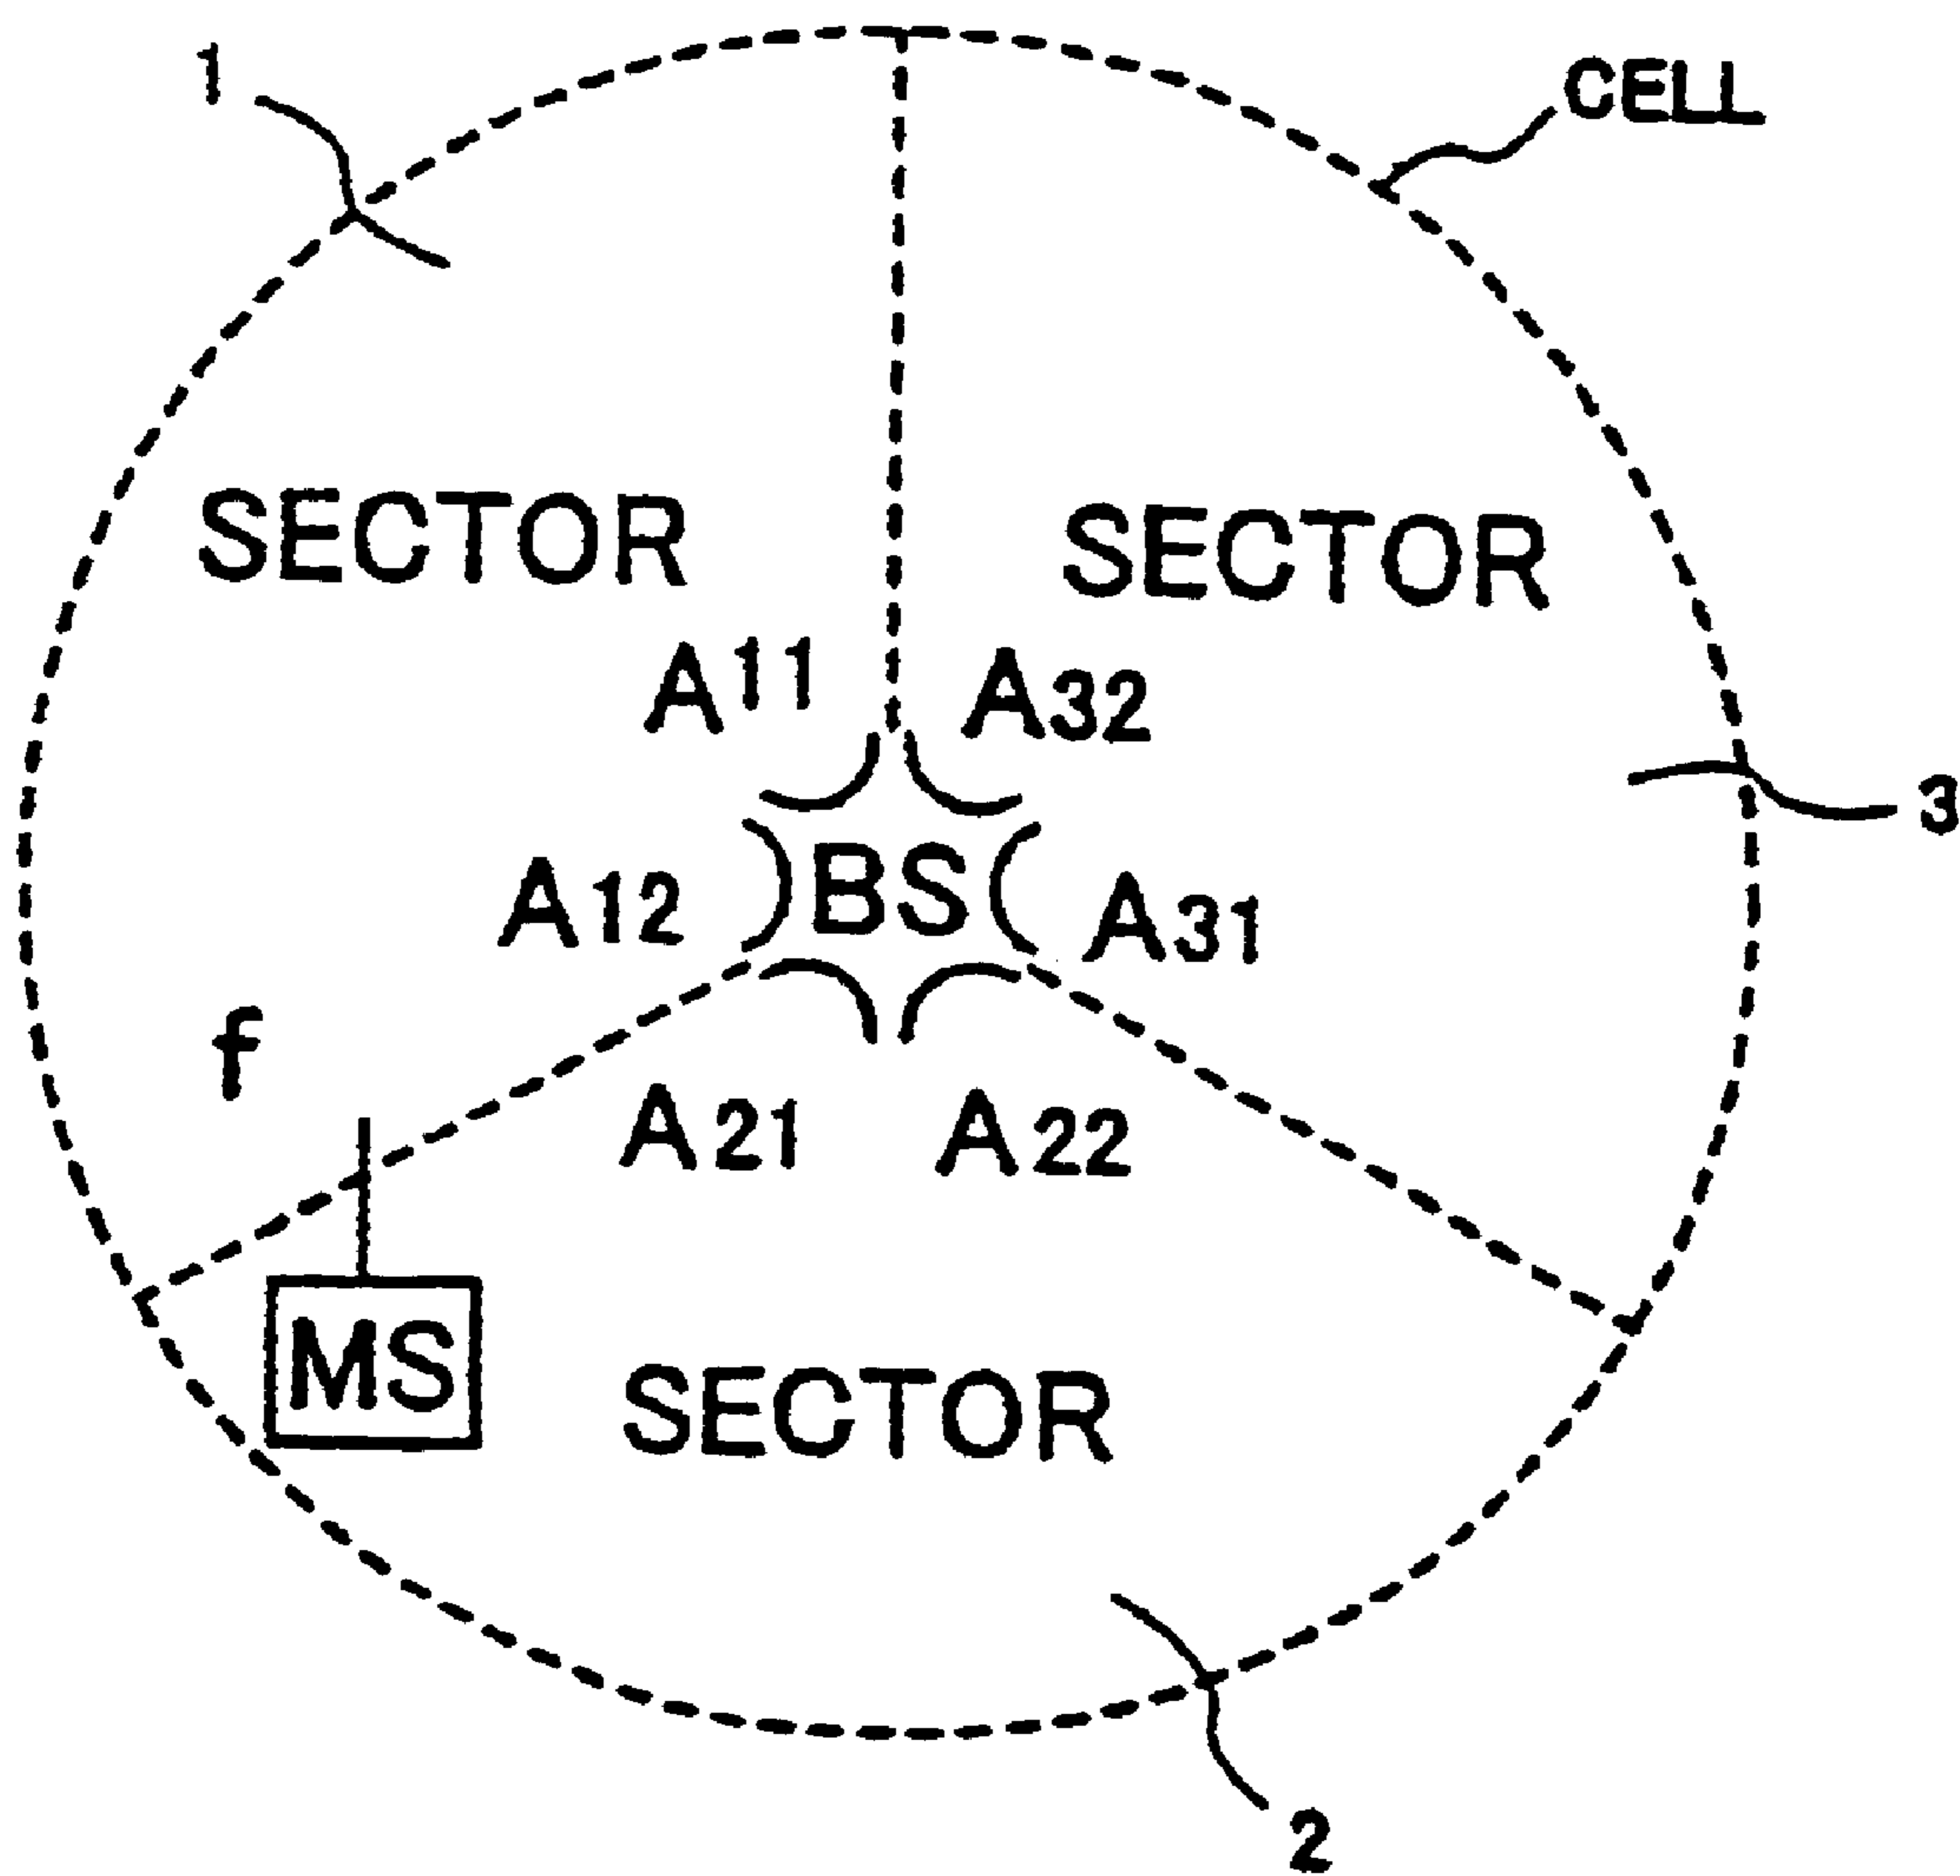 1
CELL
SECTOR
SECTOR
A11
A32
3
A12
BS
A31
f
A21
A22
MS
SECTOR
2